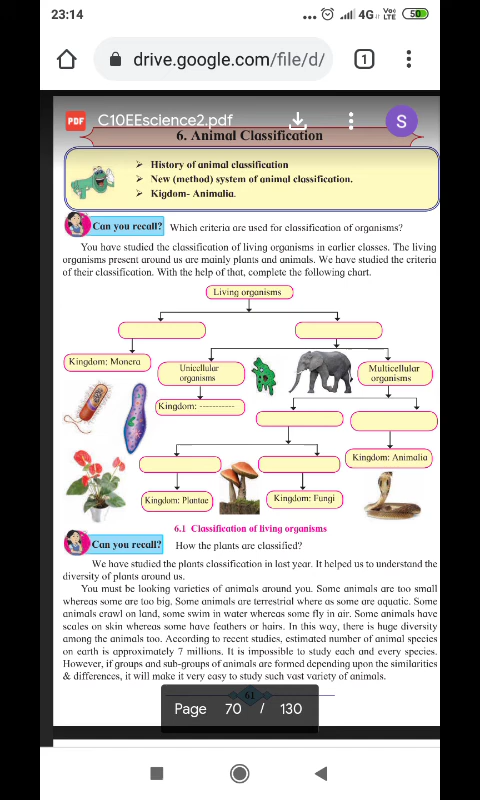 23:14
... 4G Vo LTE 50
drive.google.com/file/d/
1
PDF C10EEscience2.pdf S
6. Animal Classification
➢ History of animal classification
➢ New (method) system of animal classification.
➢ Kigdom- Animalia.
Can you recall? Which criteria are used for classification of organisms?
You have studied the classification of living organisms in earlier classes. The living
organisms present around us are mainly plants and animals. We have studied the criteria
of their classification. With the help of that, complete the following chart.
Living organisms
Kingdom: Monera
Unicellular
organisms
Multicellular
organisms
Kingdom: -----------
Kingdom: Animalia
Kingdom: Plantae
Kingdom: Fungi
6.1 Classification of living organisms
Can you recall? How the plants are classified?
We have studied the plants classification in last year. It helped us to understand the
diversity of plants around us.
You must be looking varieties of animals around you. Some animals are too small
whereas some are too big. Some animals are terrestrial where as some are aquatic. Some
animals crawl on land, some swim in water whereas some fly in air. Some animals have
scales on skin whereas some have feathers or hairs. In this way, there is huge diversity
among the animals too. According to recent studies, estimated number of animal species
on earth is approximately 7 millions. It is impossible to study each and every species.
However, if groups and sub-groups of animals are formed depending upon the similarities
& differences, it will make it very easy to study such vast variety of animals.
61
Page 70 / 130